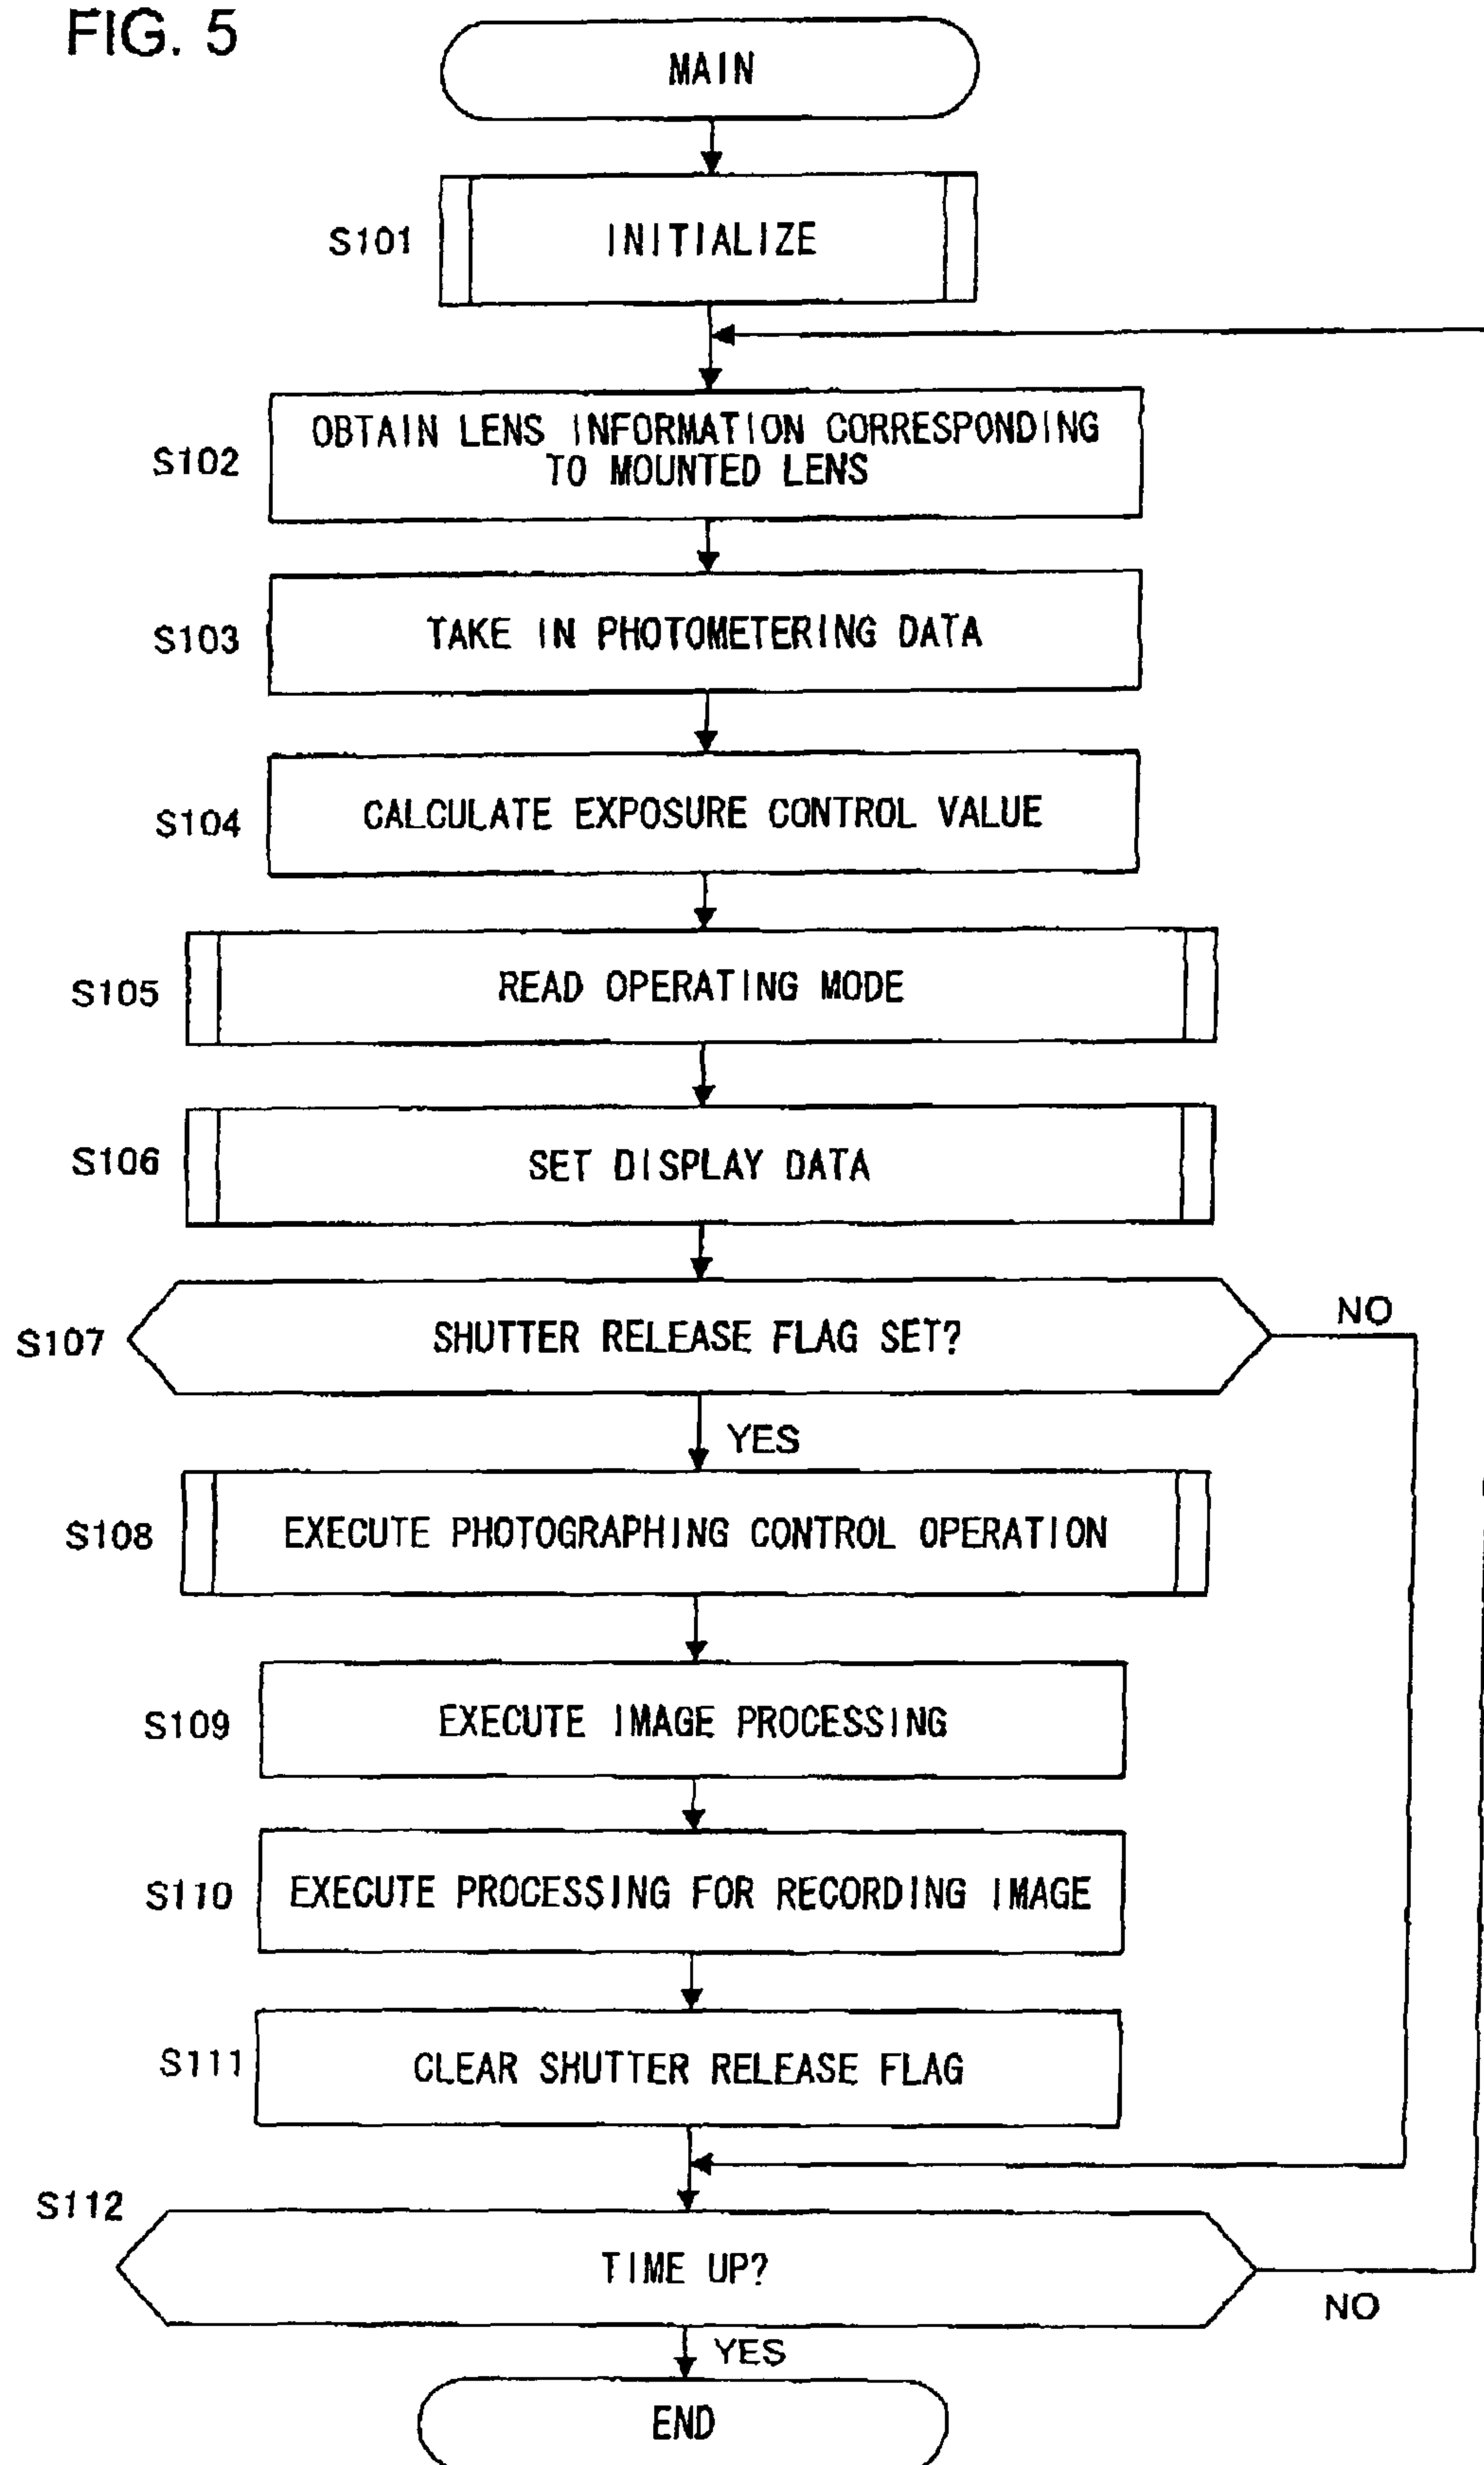 FIG. 5
MAIN
S101
INITIALIZE
S102
OBTAIN LENS INFORMATION CORRESPONDING
TO MOUNTED LENS
S103
TAKE IN PHOTOMETERING DATA
S104
CALCULATE EXPOSURE CONTROL VALUE
S105
READ OPERATING MODE
S106
SET DISPLAY DATA
S107
SHUTTER RELEASE FLAG SET?
NO
YES
S108
EXECUTE PHOTOGRAPHING CONTROL OPERATION
S109
EXECUTE IMAGE PROCESSING
S110
EXECUTE PROCESSING FOR RECORDING IMAGE
S111
CLEAR SHUTTER RELEASE FLAG
S112
TIME UP?
NO
YES
END